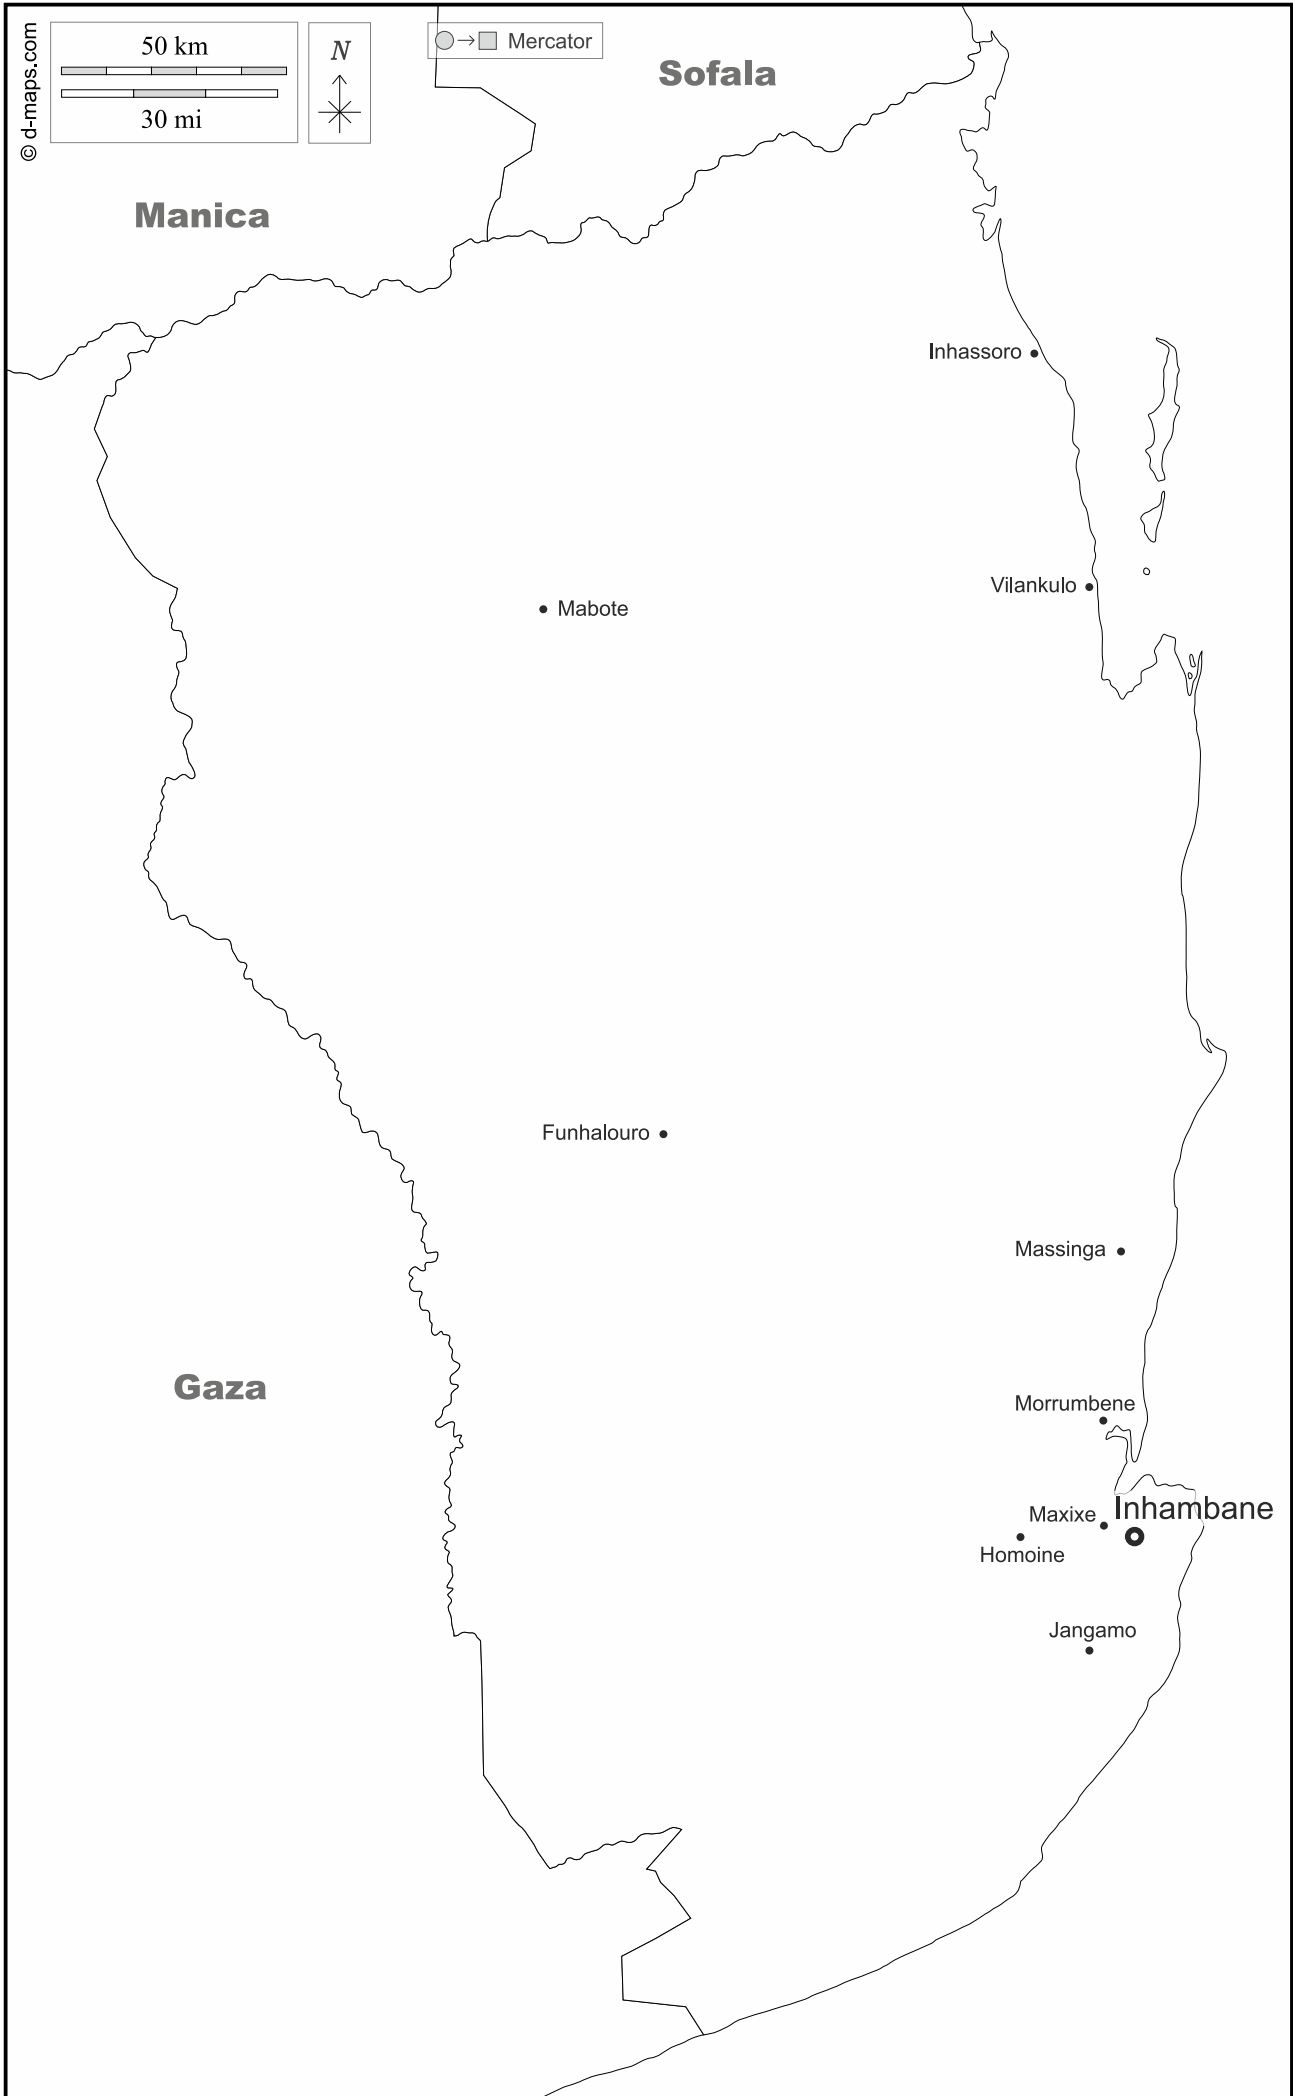 © d-maps.com
50 km
30 mi
N
Mercator
Sofala
Manica
Inhassoro
Vilankulo
Mabote
Funhalouro
Massinga
Gaza
Morrumbene
Maxixe
Inhambane
Homoine
Jangamo